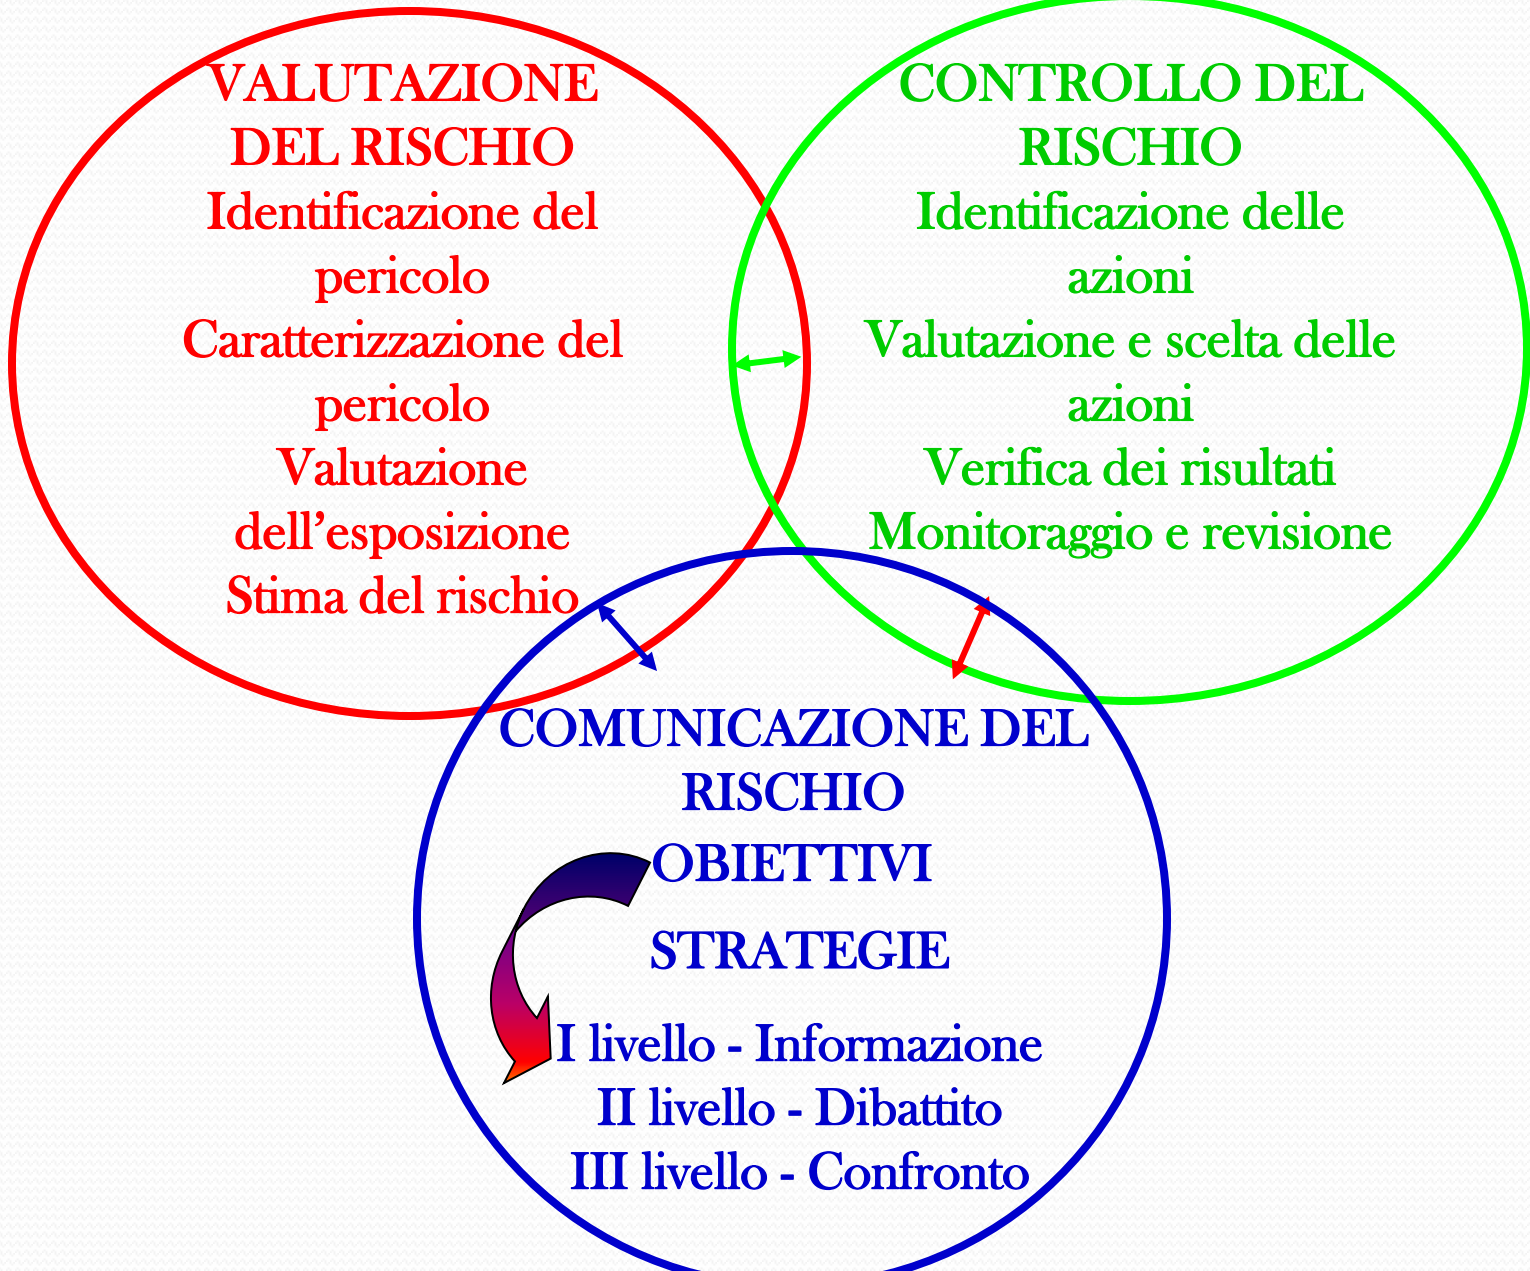 VALUTAZIONE
DEL RISCHIO
Identificazione del
pericolo
Caratterizzazione del
pericolo
Valutazione
dell’esposizione
Stima del rischio
CONTROLLO DEL
RISCHIO
Identificazione delle
azioni
Valutazione e scelta delle
azioni
Verifica dei risultati
Monitoraggio e revisione
COMUNICAZIONE DEL
RISCHIO
OBIETTIVI
STRATEGIE
I livello - Informazione
II livello - Dibattito
III livello - Confronto